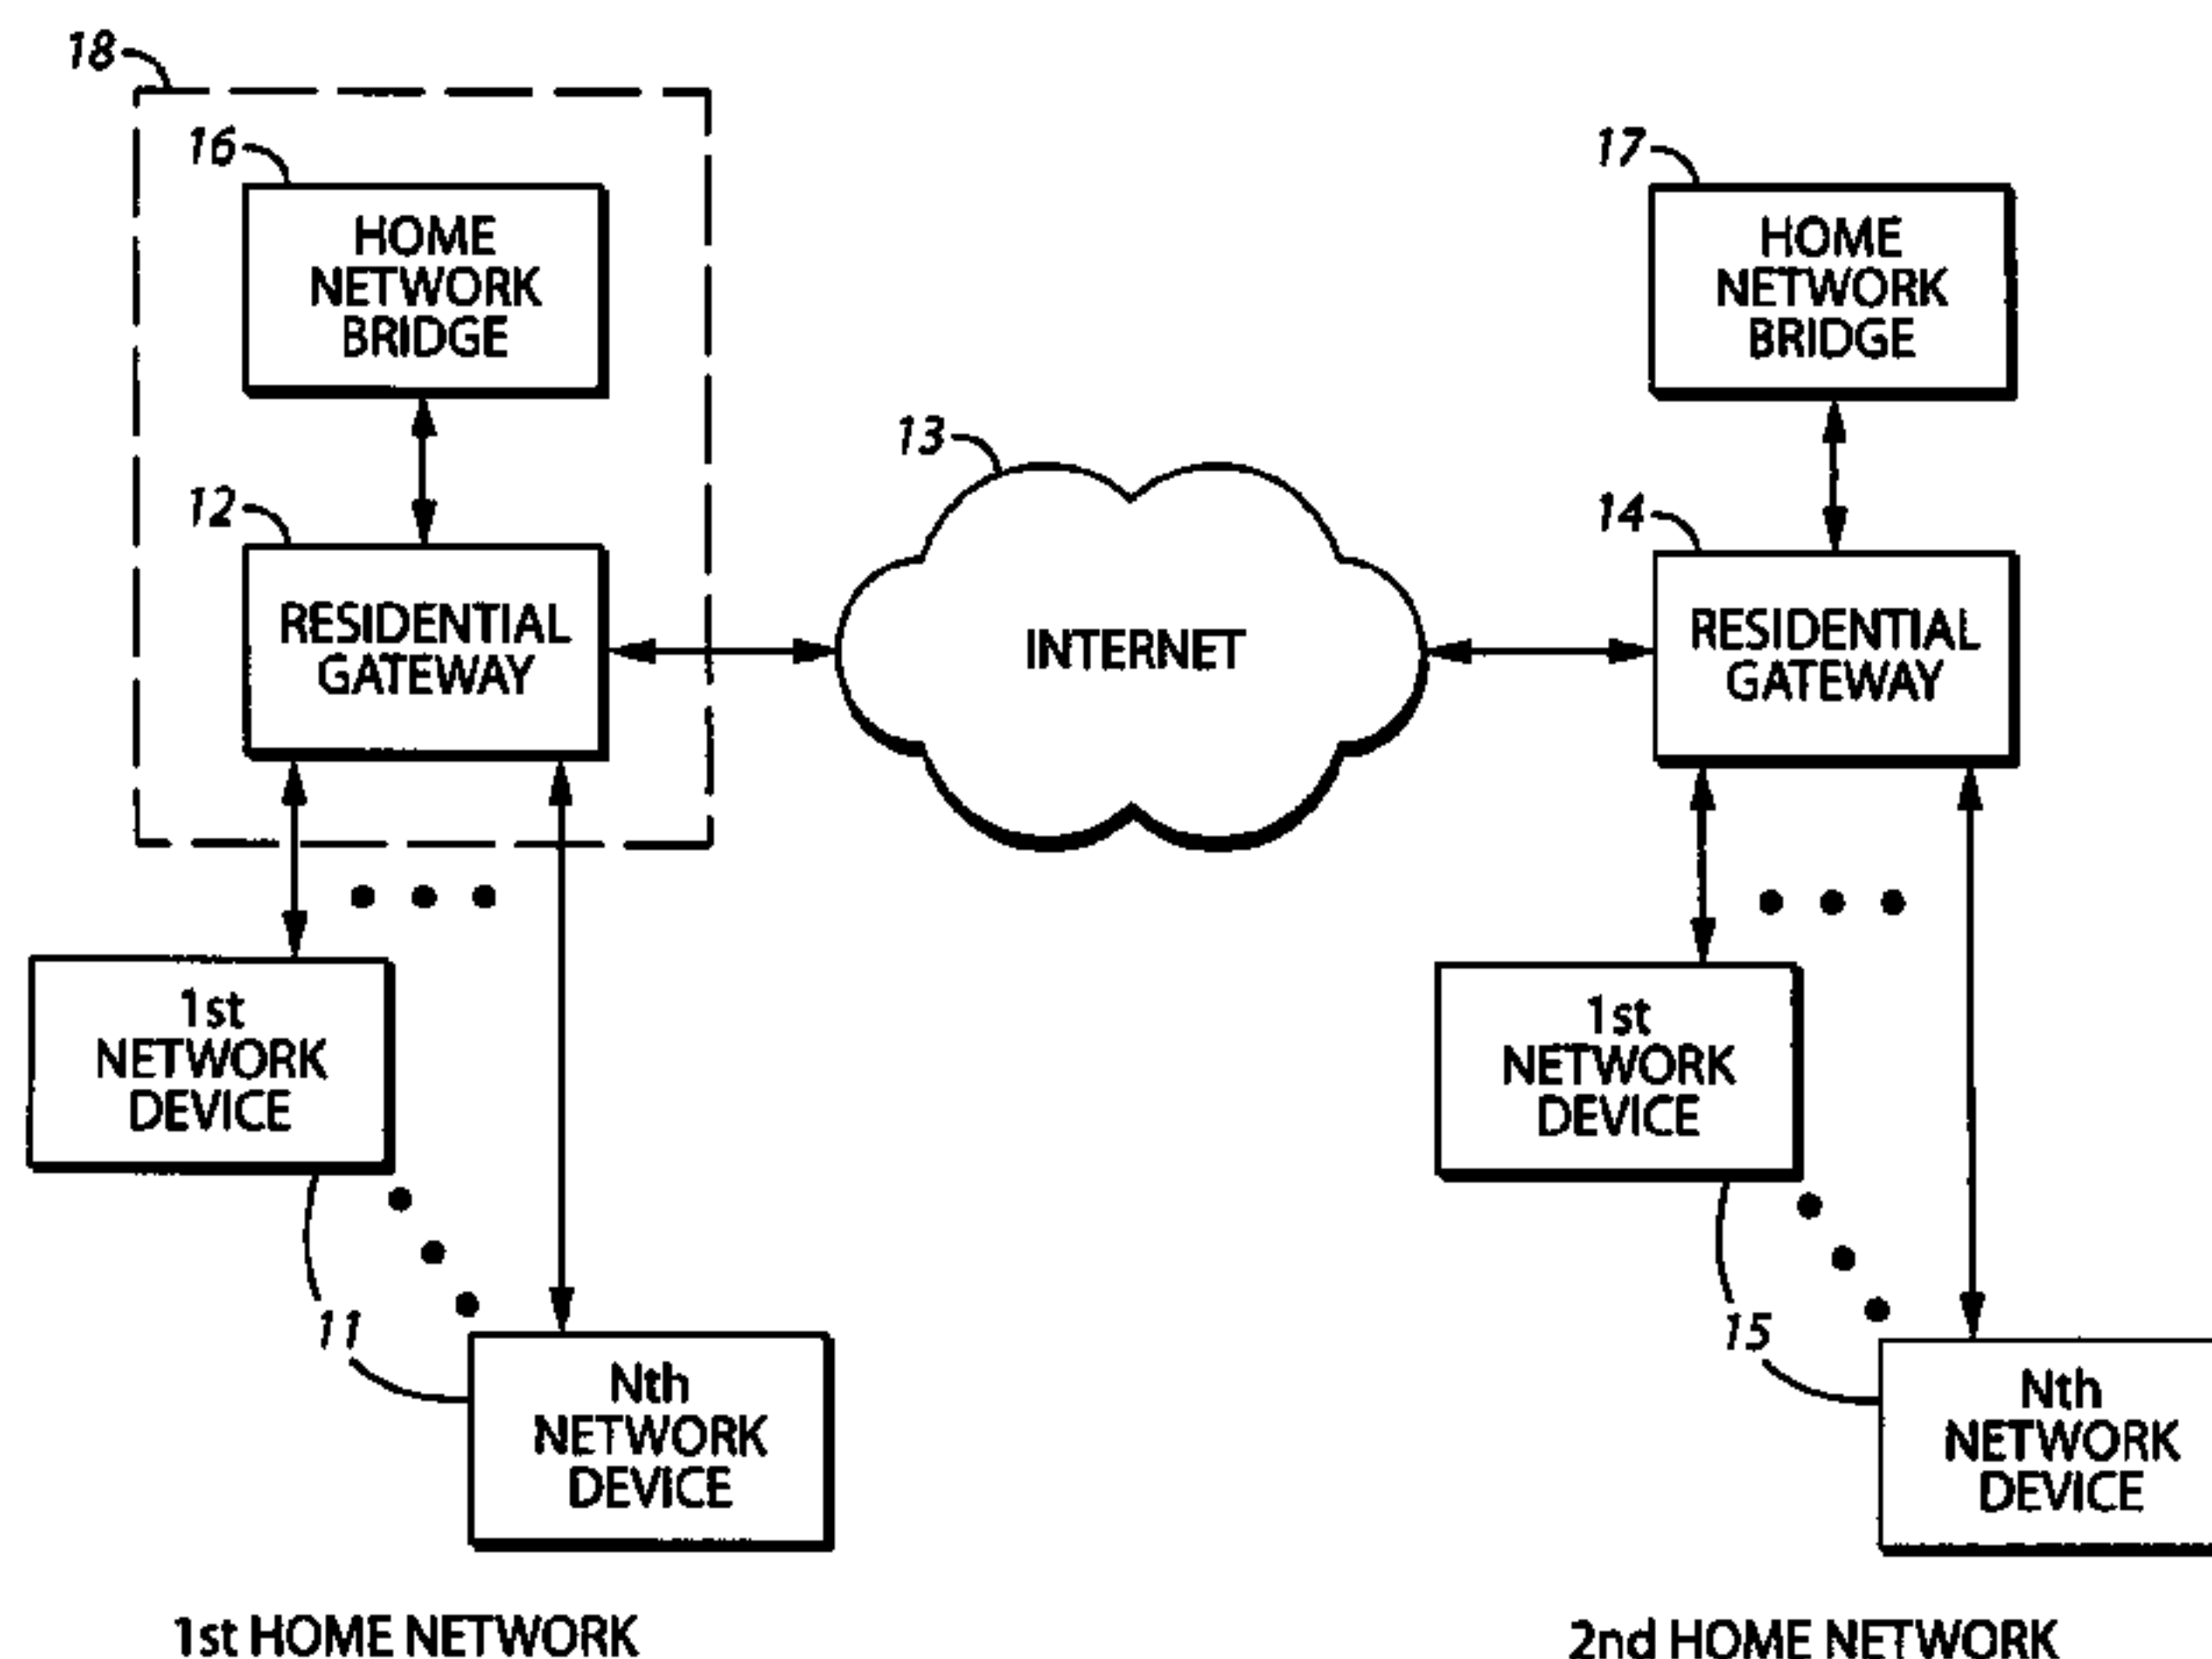 18
16
HOME
NETWORK
BRIDGE
12
RESIDENTIAL
GATEWAY
1st
NETWORK
DEVICE
11
Nth
NETWORK
DEVICE
1st HOME NETWORK
13
INTERNET
17
HOME
NETWORK
BRIDGE
14
RESIDENTIAL
GATEWAY
1st
NETWORK
DEVICE
15
Nth
NETWORK
DEVICE
2nd HOME NETWORK